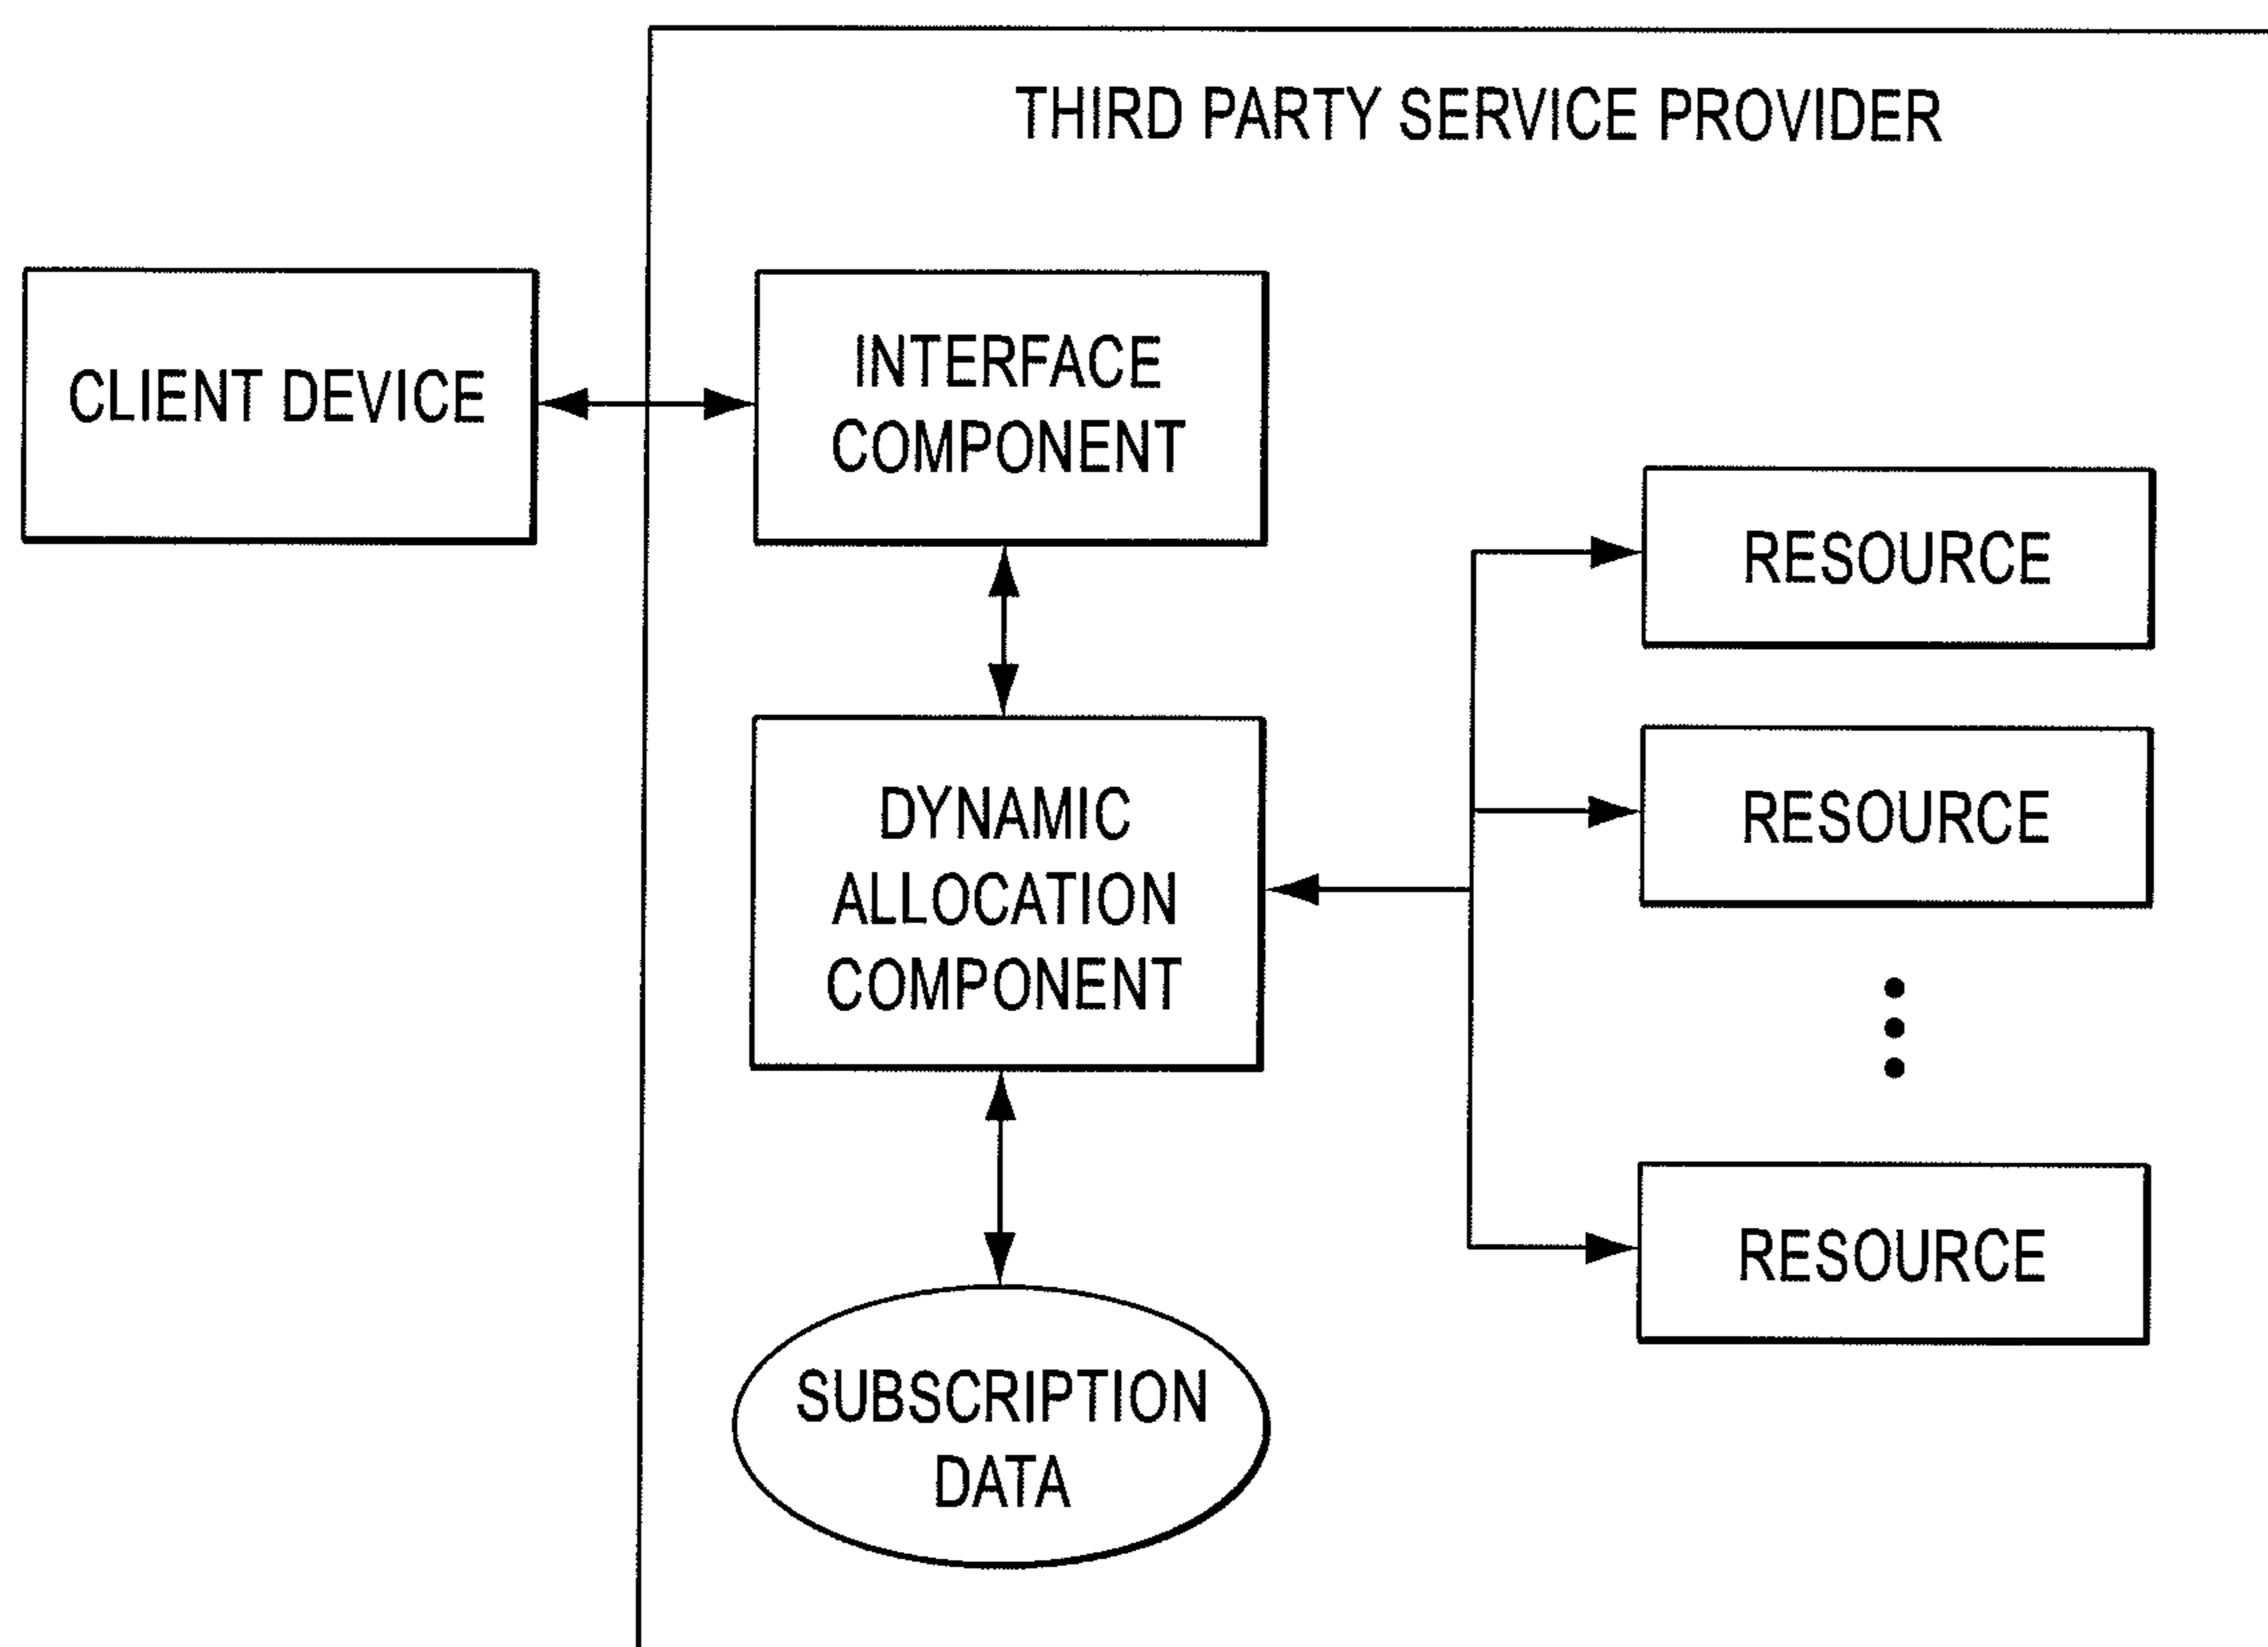 THIRD PARTY SERVICE PROVIDER
CLIENT DEVICE
INTERFACE
COMPONENT
RESOURCE
DYNAMIC
ALLOCATION
COMPONENT
RESOURCE
RESOURCE
SUBSCRIPTION
DATA